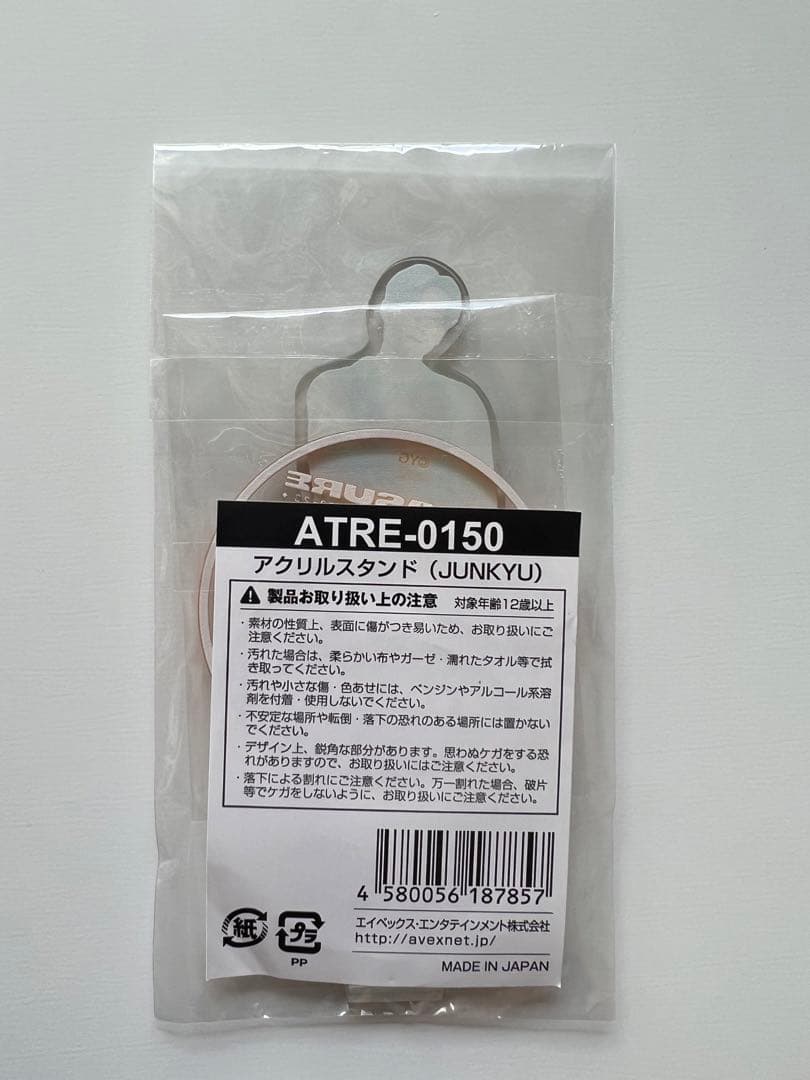 ATRE-0150
アクリルスタンド（JUNKYU）
製品お取り扱い上の注意 対象年齢12歳以上
・素材の性質上、表面に傷がつき易いため、お取り扱いにご
注意ください。
・汚れた場合は、柔らかい布やガーゼ・濡れたタオル等で拭
き取ってください。
・汚れや小さな傷・色あせには、ベンジンやアルコール系溶
剤を付着・使用しないでください。
・不安定な場所や転倒・落下の恐れのある場所には置かない
でください。
・デザイン上、鋭角な部分があります。思わぬケガをする恐
れがありますので、お取り扱いにはご注意ください。
・落下による割れにご注意ください。万一割れた場合、破片
等でケガをしないように、お取り扱いにご注意ください。
4 580056 187857
紙 プラ
PP
エイベックス・エンタテインメント株式会社
http://avexnet.jp/
MADE IN JAPAN